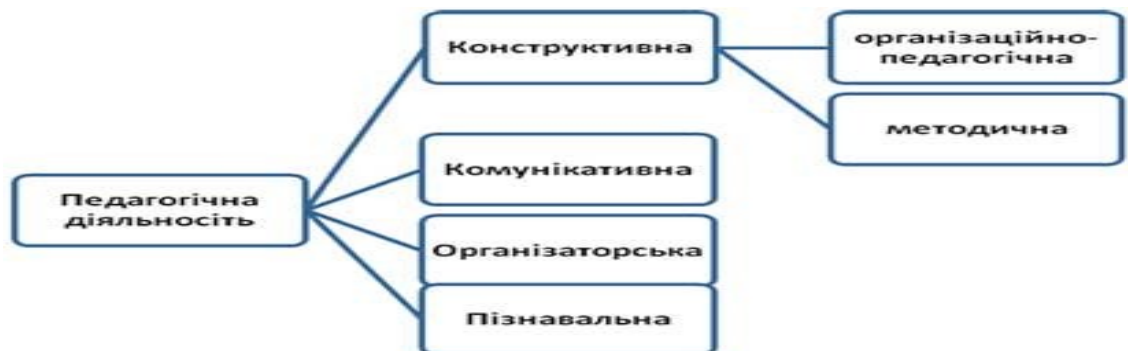 Педагогічна
діяльносіть
Конструктивна
організаційно-
педагогічна
методична
Комунікативна
Організаторська
Пізнавальна